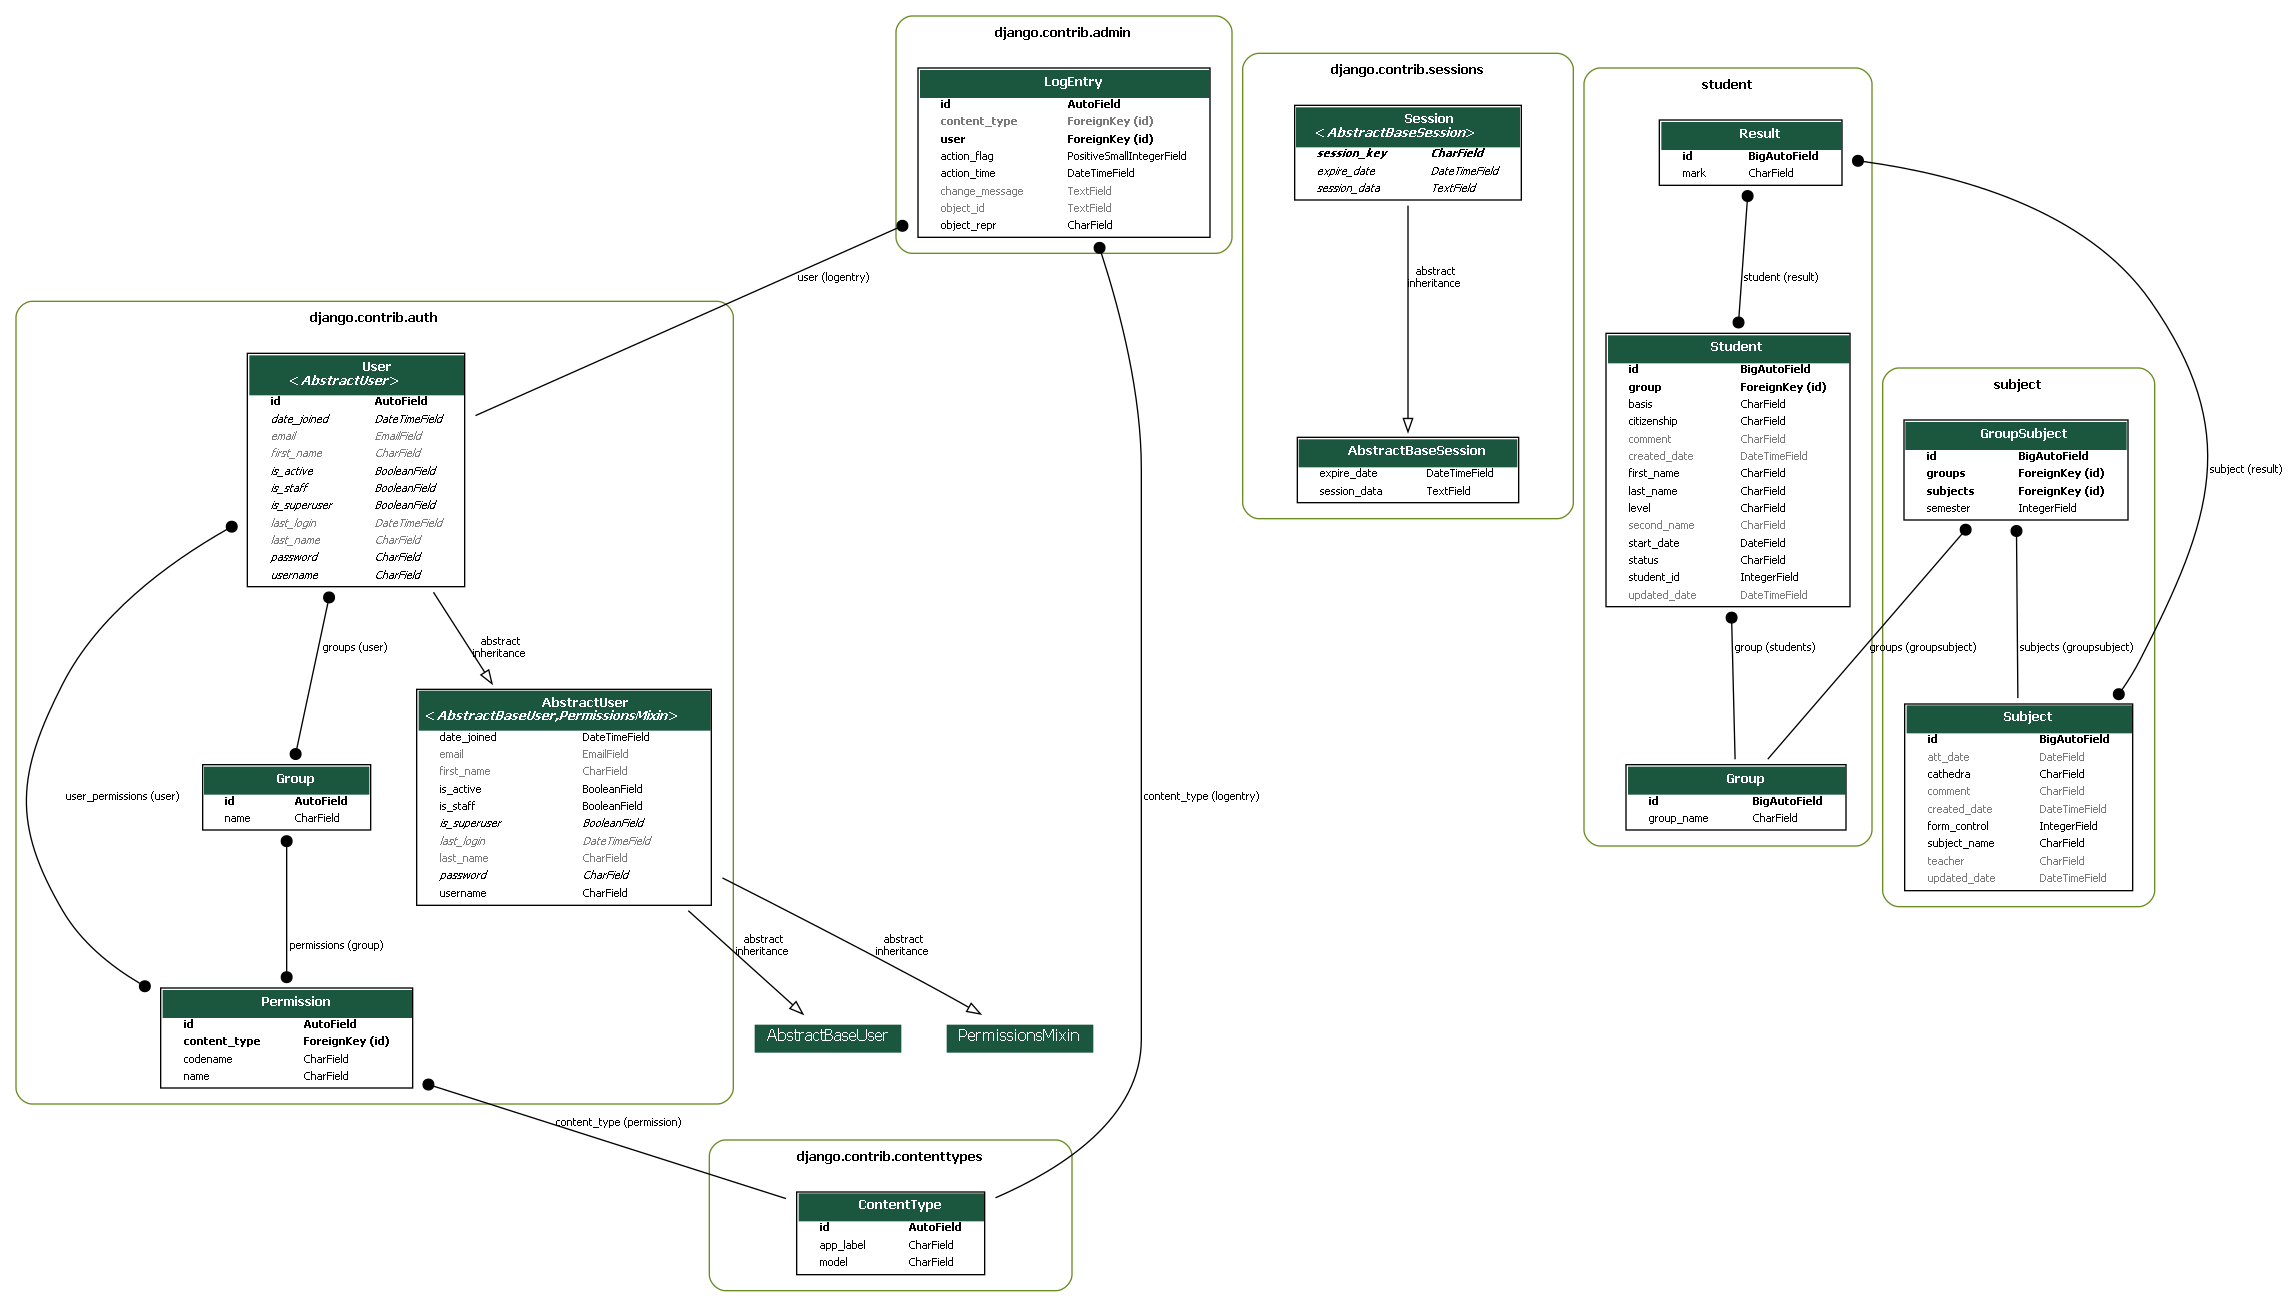 django.contrib.admin
LogEntry
id AutoField
content_type ForeignKey (id)
user ForeignKey (id)
action_flag PositiveSmallIntegerField
action_time DateTimeField
change_message TextField
object_id TextField
object_repr CharField
django.contrib.sessions
Session
<AbstractBaseSession>
session_key CharField
expire_date DateTimeField
session_data TextField
abstract
inheritance
AbstractBaseSession
expire_date DateTimeField
session_data TextField
student
Result
id BigAutoField
mark CharField
student (result)
Student
id BigAutoField
group ForeignKey (id)
basis CharField
citizenship CharField
comment CharField
created_date DateTimeField
first_name CharField
last_name CharField
level CharField
second_name CharField
start_date DateField
status CharField
student_id IntegerField
updated_date DateTimeField
group (students)
Group
id BigAutoField
group_name CharField
subject
GroupSubject
id BigAutoField
groups ForeignKey (id)
subjects ForeignKey (id)
semester IntegerField
groups (groupsubject)
subjects (groupsubject)
subject (result)
Subject
id BigAutoField
att_date DateField
cathedra CharField
comment CharField
created_date DateTimeField
form_control IntegerField
subject_name CharField
teacher CharField
updated_date DateTimeField
user (logentry)
django.contrib.auth
User
<AbstractUser>
id AutoField
date_joined DateTimeField
email EmailField
first_name CharField
is_active BooleanField
is_staff BooleanField
is_superuser BooleanField
last_login DateTimeField
last_name CharField
password CharField
username CharField
groups (user)
abstract
inheritance
AbstractUser
<AbstractBaseUser,PermissionsMixin>
date_joined DateTimeField
email EmailField
first_name CharField
is_active BooleanField
is_staff BooleanField
is_superuser BooleanField
last_login DateTimeField
last_name CharField
password CharField
username CharField
Group
id AutoField
name CharField
user_permissions (user)
permissions (group)
Permission
id AutoField
content_type ForeignKey (id)
codename CharField
name CharField
abstract
inheritance
abstract
inheritance
AbstractBaseUser
PermissionsMixin
content_type (logentry)
content_type (permission)
django.contrib.contenttypes
ContentType
id AutoField
app_label CharField
model CharField